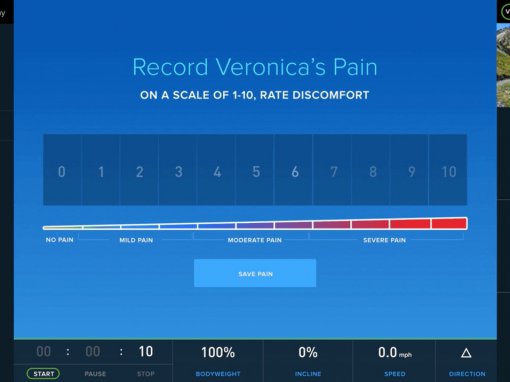 Record Veronica's Pain
ON A SCALE OF 1-10, RATE DISCOMFORT
0 1 2 3 4 5 6 7 8 9 10
NO PAIN MILD PAIN MODERATE PAIN SEVERE PAIN
SAVE PAIN
00 : 00 : 10 100% 0% 0.0 mph
START PAUSE STOP BODYWEIGHT INCLINE SPEED DIRECTION